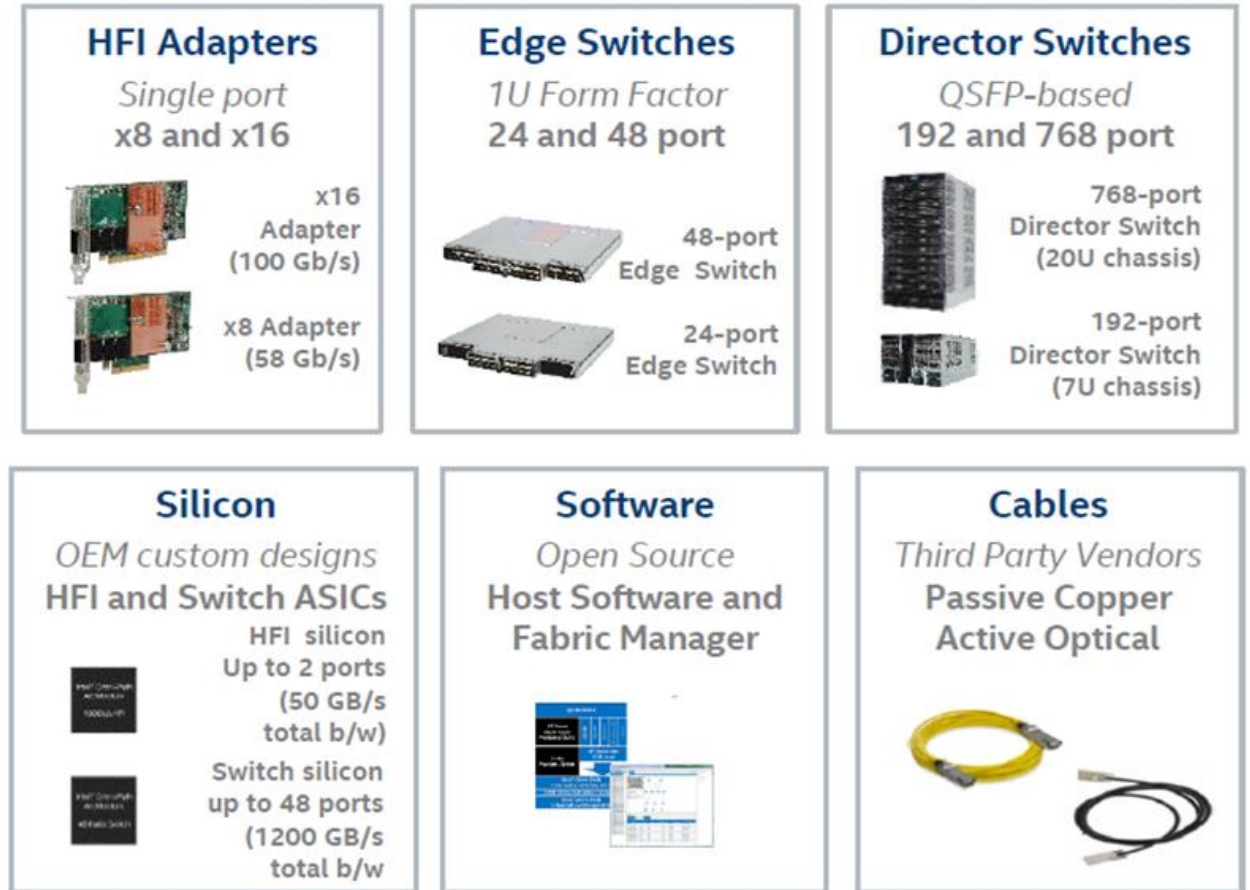 HFI Adapters
Single port
x8 and x16
x16
Adapter
(100 Gb/s)
x8 Adapter
(58 Gb/s)
Edge Switches
1U Form Factor
24 and 48 port
48-port
Edge Switch
24-port
Edge Switch
Director Switches
QSFP-based
192 and 768 port
768-port
Director Switch
(20U chassis)
192-port
Director Switch
(7U chassis)
Silicon
OEM custom designs
HFI and Switch ASICs
HFI silicon
Up to 2 ports
(50 GB/s
total b/w)
Switch silicon
up to 48 ports
(1200 GB/s
total b/w
Software
Open Source
Host Software and
Fabric Manager
Cables
Third Party Vendors
Passive Copper
Active Optical